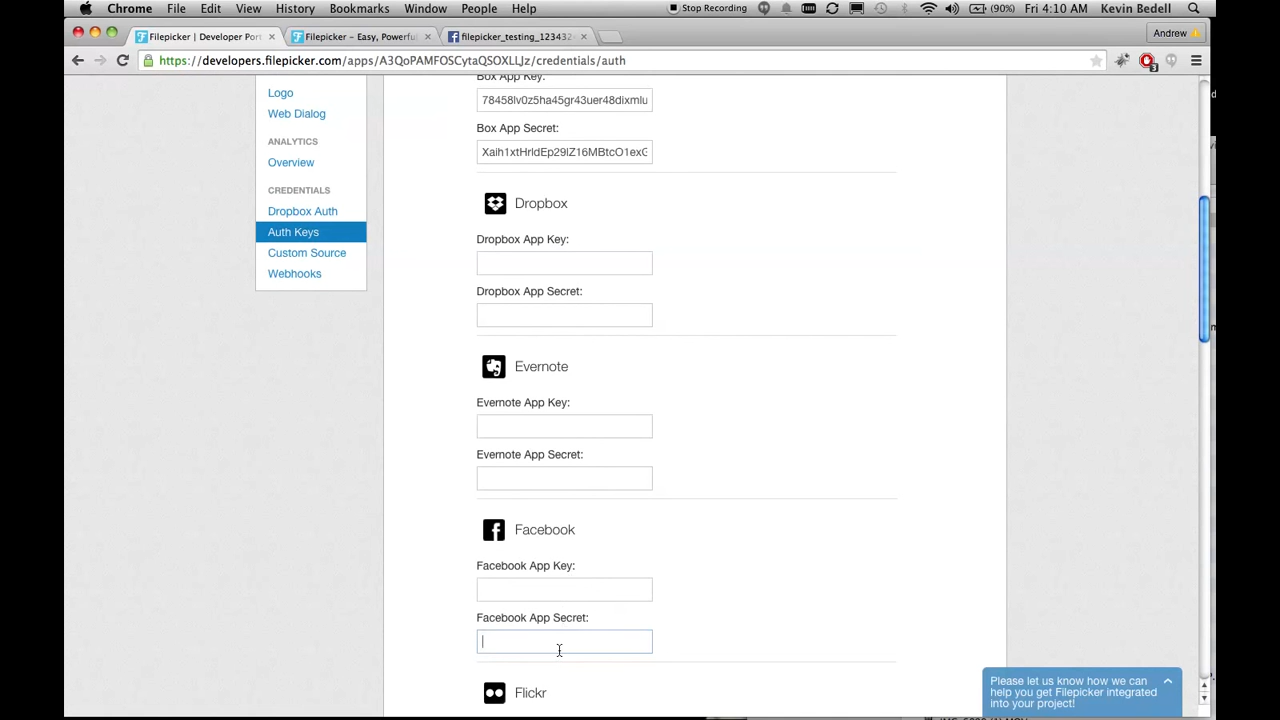 Chrome File Edit View History Bookmarks Window People Help Stop Recording (90%) Fri 4:10 AM Kevin Bedell
Filepicker | Developer Port Filepicker – Easy, Powerful filepicker_testing_123432 Andrew
https://developers.filepicker.com/apps/A3QoPAMFOSCytaQSOXLLJz/credentials/auth
3
Logo
Web Dialog
ANALYTICS
Overview
CREDENTIALS
Dropbox Auth
Auth Keys
Custom Source
Webhooks
Box App Key:
78458lv0z5ha45gr43uer48dixmlu
Box App Secret:
Xaih1xtHrldEp29iZ16MBtcO1exG
Dropbox
Dropbox App Key:
Dropbox App Secret:
Evernote
Evernote App Key:
Evernote App Secret:
Facebook
Facebook App Key:
Facebook App Secret:
Flickr
Please let us know how we can
help you get Filepicker integrated
into your project!